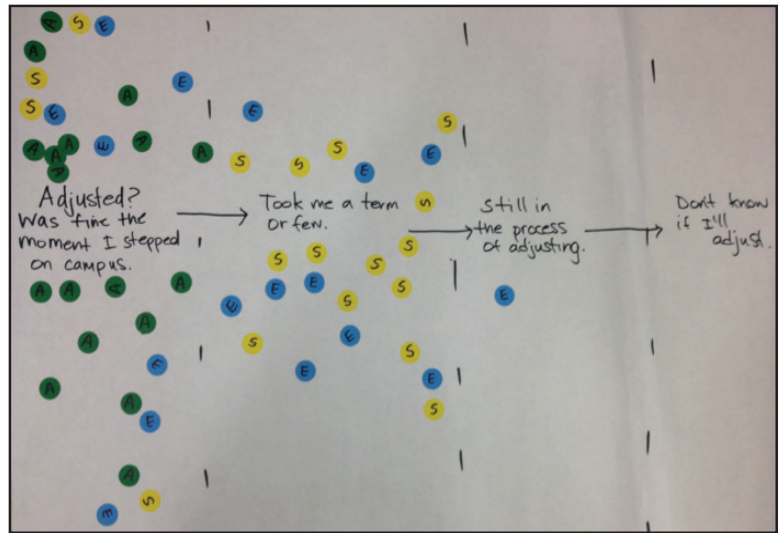 A S E
A
S E
A
S E E
S
A A A E A A S S S E E
A
S
Adjusted?
Was fine the
moment I stepped
on campus.
Took me a term
or few.
Still in
the process
of adjusting.
Don't know
if I'll
adjust.
S S S S
A A A A E E S S E
A E
A S E S
E E E
A A S
E
A
S
E